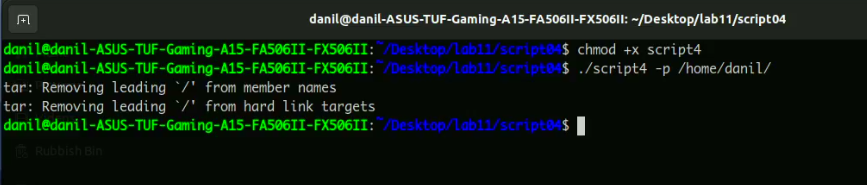 danil@danil-ASUS-TUF-Gaming-A15-FA506II-FX506II: ~/Desktop/lab11/script04
danil@danil-ASUS-TUF-Gaming-A15-FA506II-FX506II:~/Desktop/lab11/script04$ chmod +x script4
danil@danil-ASUS-TUF-Gaming-A15-FA506II-FX506II:~/Desktop/lab11/script04$ ./script4 -p /home/danil/
tar: Removing leading `/' from member names
tar: Removing leading `/' from hard link targets
danil@danil-ASUS-TUF-Gaming-A15-FA506II-FX506II:~/Desktop/lab11/script04$
Rubbish Bin